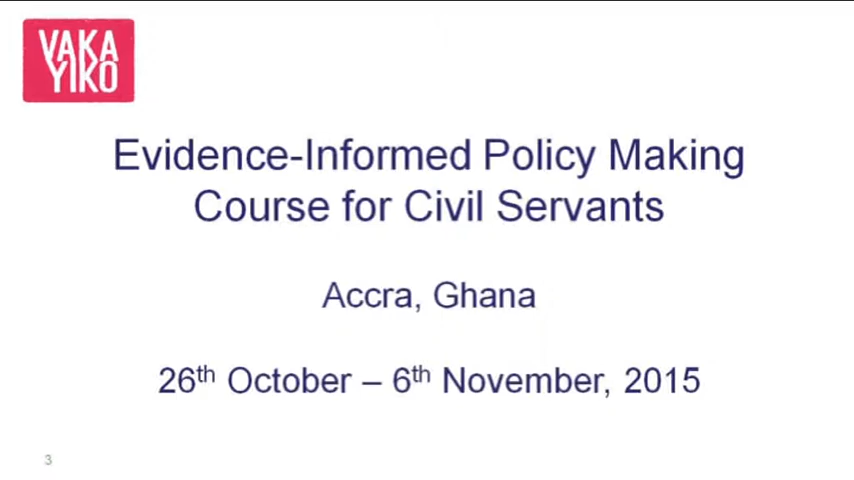 VAKA
YIKO
Evidence-Informed Policy Making
Course for Civil Servants
Accra, Ghana
26th October – 6th November, 2015
3